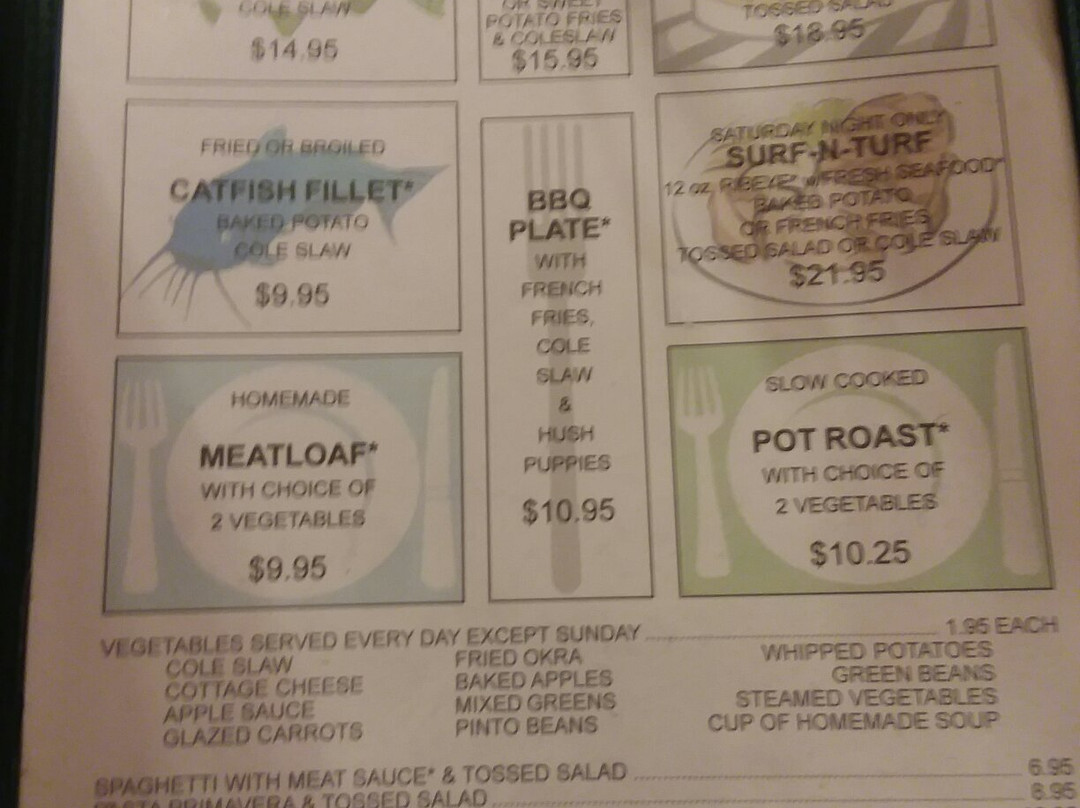 COLE SLAW
$14.95
OR SWEET
POTATO FRIES
& COLESLAW
$15.95
TOSSED SALAD
$18.95
FRIED OR BROILED
CATFISH FILLET*
BAKED POTATO
COLE SLAW
$9.95
BBQ
PLATE*
WITH
FRENCH
FRIES,
COLE
SLAW
&
HUSH
PUPPIES
$10.95
SATURDAY NIGHT ONLY
SURF-N-TURF
12 oz. RIBEYE* w/FRESH SEAFOOD*
BAKED POTATO
OR FRENCH FRIES
TOSSED SALAD OR COLE SLAW
$21.95
HOMEMADE
MEATLOAF*
WITH CHOICE OF
2 VEGETABLES
$9.95
SLOW COOKED
POT ROAST*
WITH CHOICE OF
2 VEGETABLES
$10.25
VEGETABLES SERVED EVERY DAY EXCEPT SUNDAY 1.95 EACH
COLE SLAW
COTTAGE CHEESE
APPLE SAUCE
GLAZED CARROTS
FRIED OKRA
BAKED APPLES
MIXED GREENS
PINTO BEANS
WHIPPED POTATOES
GREEN BEANS
STEAMED VEGETABLES
CUP OF HOMEMADE SOUP
SPAGHETTI WITH MEAT SAUCE* & TOSSED SALAD 6.95
PASTA PRIMAVERA & TOSSED SALAD 8.95